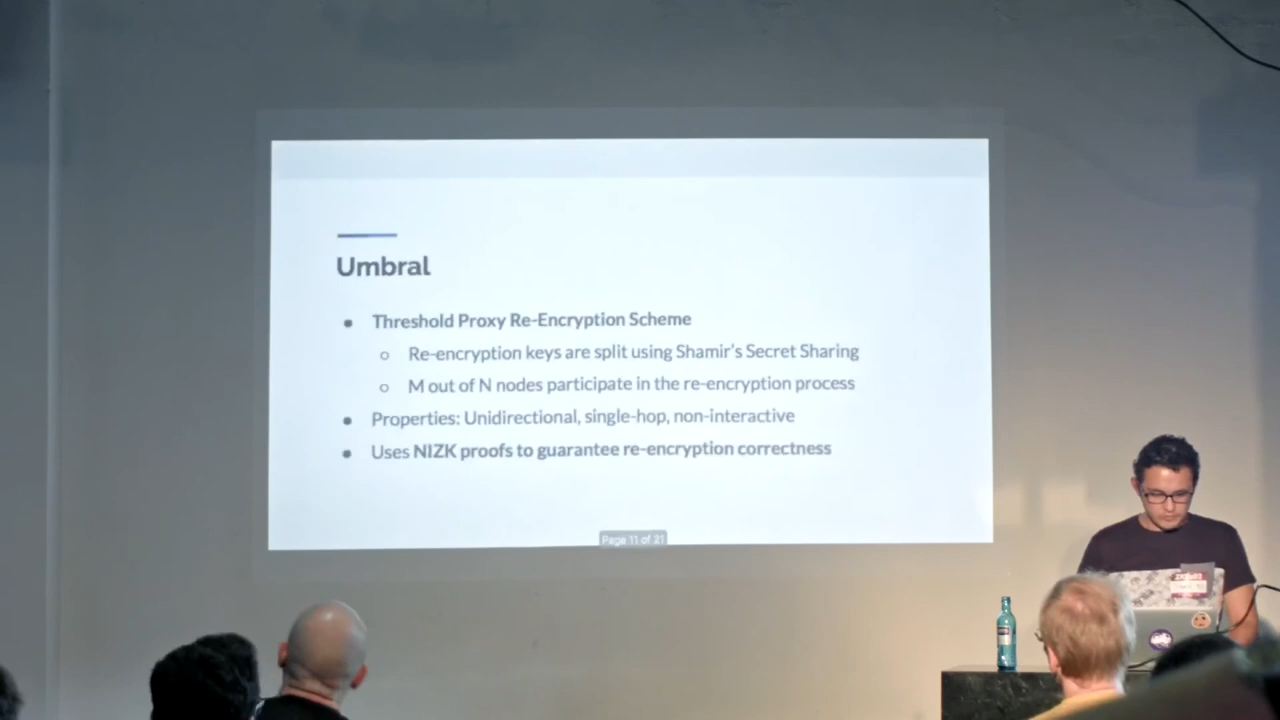 Umbral
● Threshold Proxy Re-Encryption Scheme
○ Re-encryption keys are split using Shamir's Secret Sharing
○ M out of N nodes participate in the re-encryption process
● Properties: Unidirectional, single-hop, non-interactive
● Uses NIZK proofs to guarantee re-encryption correctness
Page 11 of 21